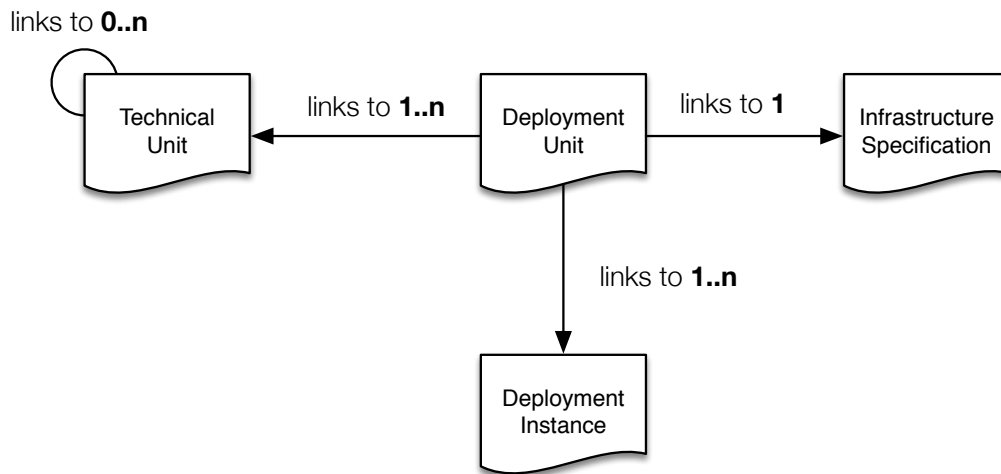 links to 0..n
Technical
Unit
links to 1..n
Deployment
Unit
links to 1
Infrastructure
Specification
links to 1..n
Deployment
Instance